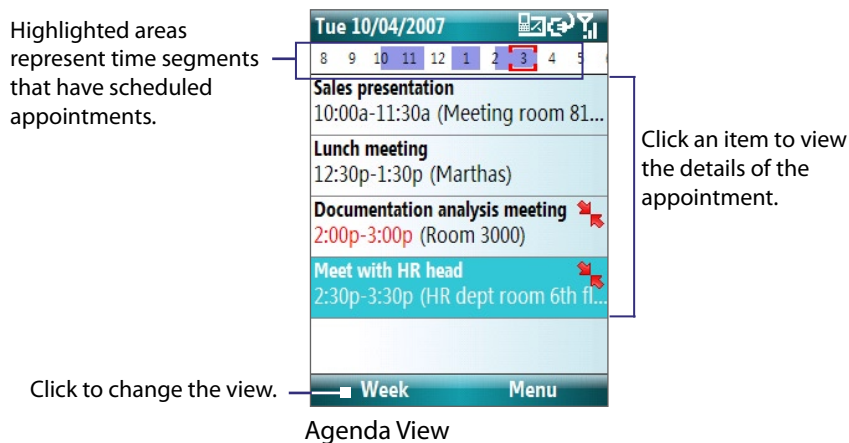 Highlighted areas
represent time segments
that have scheduled
appointments.
Tue 10/04/2007
8 9 10 11 12 1 2 3 4 5
Sales presentation
10:00a-11:30a (Meeting room 81...
Lunch meeting
12:30p-1:30p (Marthas)
Documentation analysis meeting
2:00p-3:00p (Room 3000)
Meet with HR head
2:30p-3:30p (HR dept room 6th fl...
Click an item to view
the details of the
appointment.
Click to change the view.
Week Menu
Agenda View